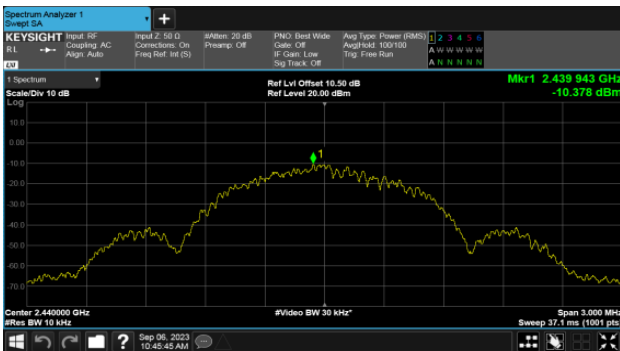 Spectrum Analyzer 1
Swept SA
KEYSIGHT
RL
Input: RF
Coupling: AC
Align: Auto
Input Z: 50 Ω
Corrections: On
Freq Ref: Int (S)
#Atten: 20 dB
Preamp: Off
PNO: Best Wide
Gate: Off
IF Gain: Low
Sig Track: Off
Avg Type: Power (RMS)
Avg|Hold: 100/100
Trig: Free Run
1 2 3 4 5 6
A W W W W W
A N N N N N
LXI
1 Spectrum
Scale/Div 10 dB
Ref Lvl Offset 10.50 dB
Ref Level 20.00 dBm
Mkr1 2.439 943 GHz
-10.378 dBm
Log
10.0
0.00
-10.0
-20.0
-30.0
-40.0
-50.0
-60.0
-70.0
1
Center 2.440000 GHz
#Res BW 10 kHz
#Video BW 30 kHz*
Span 3.000 MHz
Sweep 37.1 ms (1001 pts)
?
Sep 06, 2023
10:45:45 AM